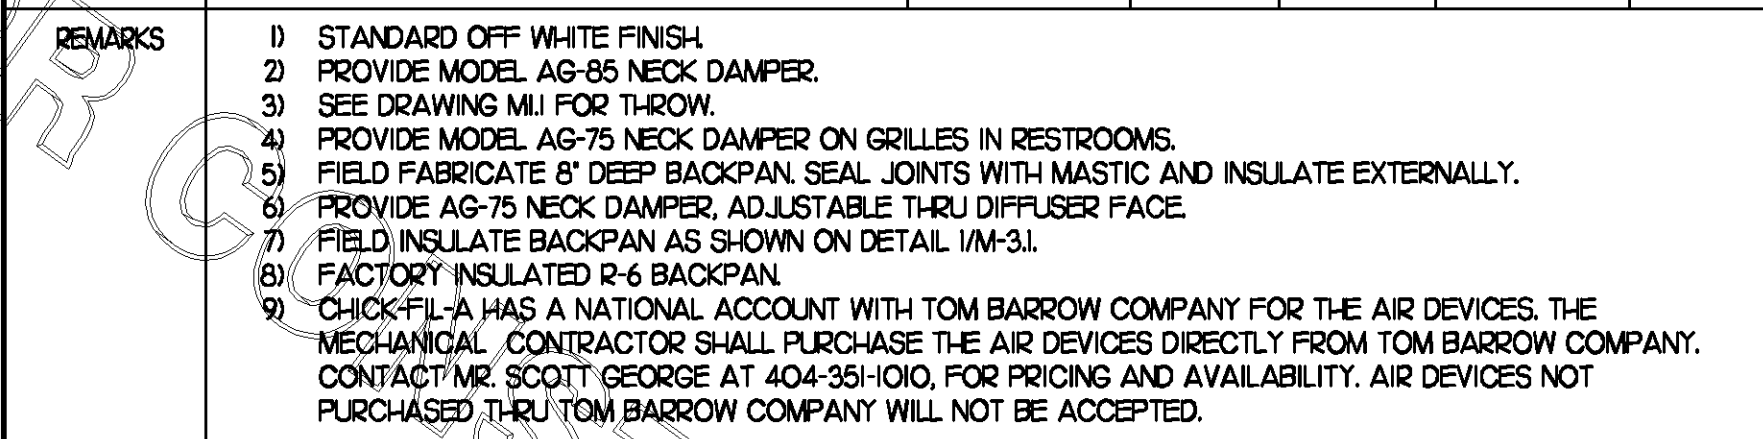 REMARKS
1) STANDARD OFF WHITE FINISH.
2) PROVIDE MODEL AG-85 NECK DAMPER.
3) SEE DRAWING M1.1 FOR THROW.
4) PROVIDE MODEL AG-75 NECK DAMPER ON GRILLES IN RESTROOMS.
5) FIELD FABRICATE 8" DEEP BACKPAN. SEAL JOINTS WITH MASTIC AND INSULATE EXTERNALLY.
6) PROVIDE AG-75 NECK DAMPER, ADJUSTABLE THRU DIFFUSER FACE.
7) FIELD INSULATE BACKPAN AS SHOWN ON DETAIL 1/M-3.1.
8) FACTORY INSULATED R-6 BACKPAN.
9) CHICK-FIL-A HAS A NATIONAL ACCOUNT WITH TOM BARROW COMPANY FOR THE AIR DEVICES. THE
MECHANICAL CONTRACTOR SHALL PURCHASE THE AIR DEVICES DIRECTLY FROM TOM BARROW COMPANY.
CONTACT MR. SCOTT GEORGE AT 404-351-1010, FOR PRICING AND AVAILABILITY. AIR DEVICES NOT
PURCHASED THRU TOM BARROW COMPANY WILL NOT BE ACCEPTED.